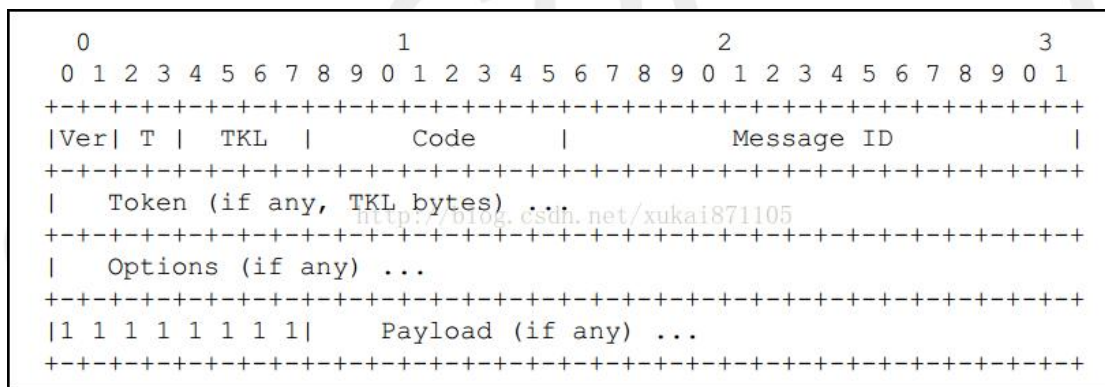 0 1 2 3
0 1 2 3 4 5 6 7 8 9 0 1 2 3 4 5 6 7 8 9 0 1 2 3 4 5 6 7 8 9 0 1
+-+-+-+-+-+-+-+-+-+-+-+-+-+-+-+-+-+-+-+-+-+-+-+-+-+-+-+-+-+-+-+-+
|Ver| T | TKL | Code | Message ID |
+-+-+-+-+-+-+-+-+-+-+-+-+-+-+-+-+-+-+-+-+-+-+-+-+-+-+-+-+-+-+-+-+
| Token (if any, TKL bytes) ...
http://blog.csdn.net/xukai871105
+-+-+-+-+-+-+-+-+-+-+-+-+-+-+-+-+-+-+-+-+-+-+-+-+-+-+-+-+-+-+-+-+
| Options (if any) ...
+-+-+-+-+-+-+-+-+-+-+-+-+-+-+-+-+-+-+-+-+-+-+-+-+-+-+-+-+-+-+-+-+
|1 1 1 1 1 1 1 1| Payload (if any) ...
+-+-+-+-+-+-+-+-+-+-+-+-+-+-+-+-+-+-+-+-+-+-+-+-+-+-+-+-+-+-+-+-+